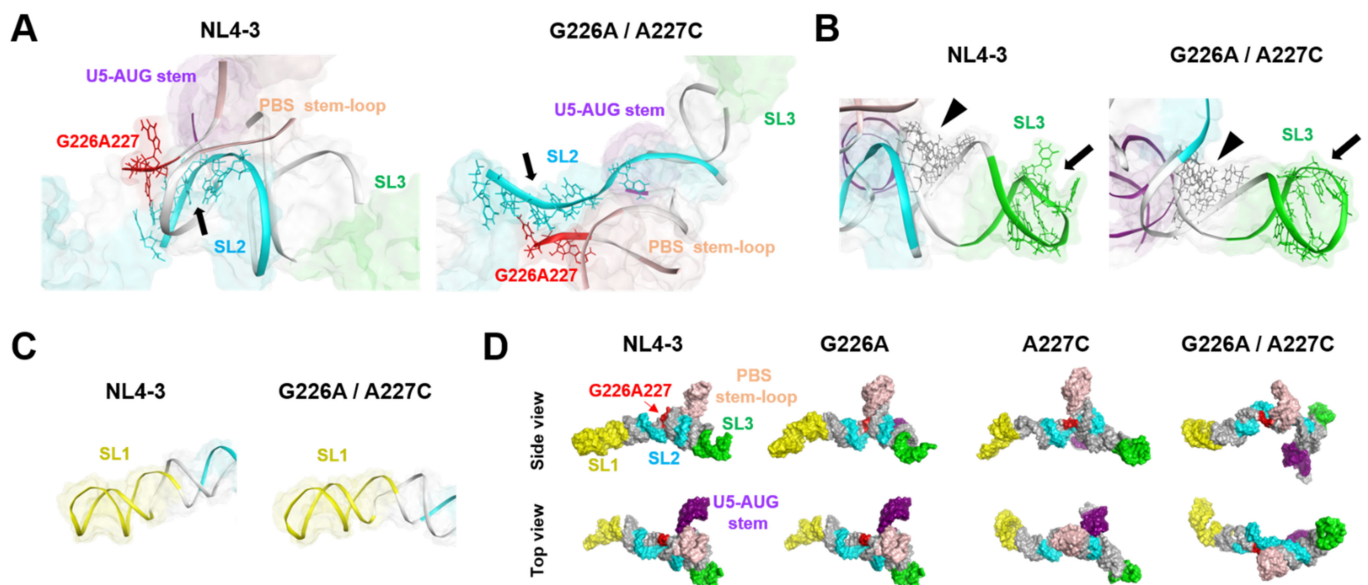 A
NL4-3
G226A / A227C
U5-AUG stem
PBS stem-loop
G226A227
SL2
SL3
U5-AUG stem
SL3
SL2
PBS stem-loop
G226A227
B
NL4-3
G226A / A227C
SL3
SL3
C
NL4-3
G226A / A227C
SL1
SL1
D
NL4-3
G226A
A227C
G226A / A227C
Side view
G226A227
PBS
stem-loop
SL3
SL1
SL2
Top view
U5-AUG
stem